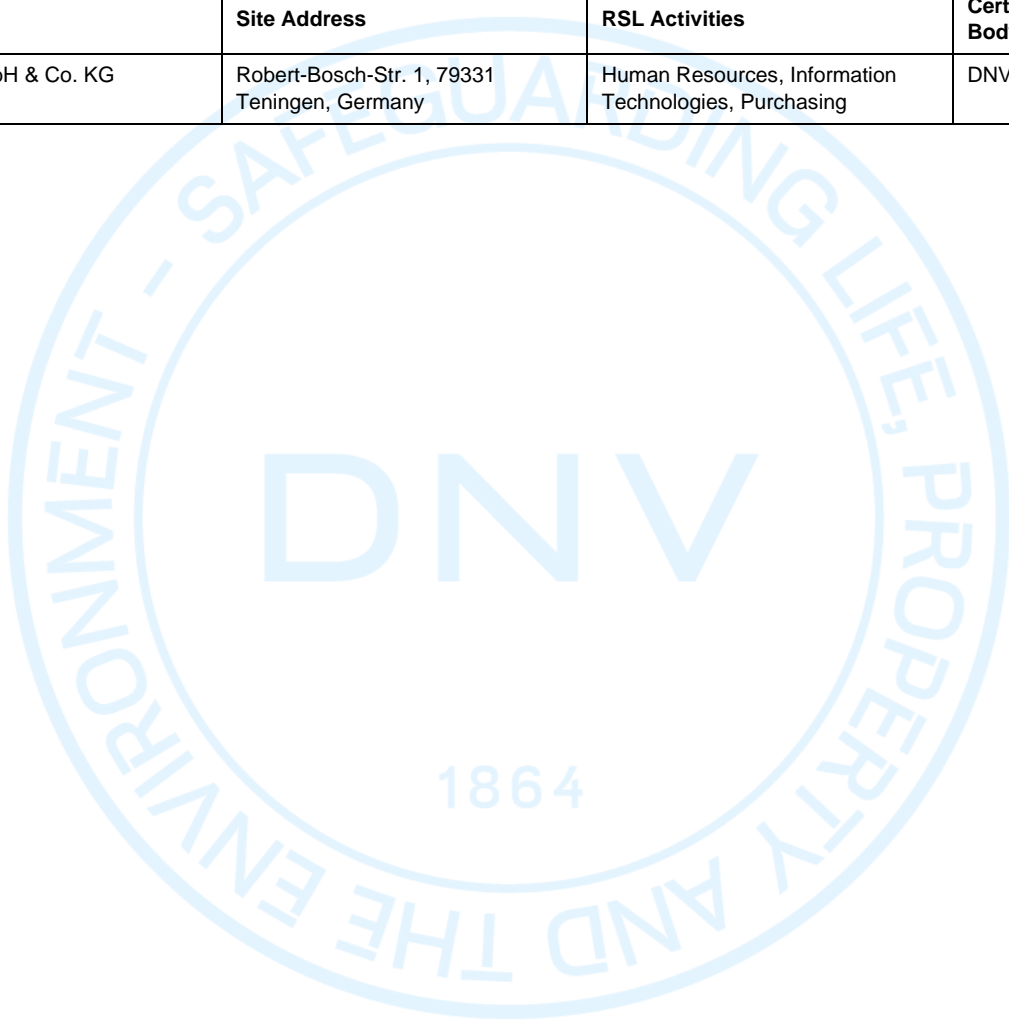 Site Address RSL Activities Cert
Bod
oH & Co. KG Robert-Bosch-Str. 1, 79331 Human Resources, Information DNV
Teningen, Germany Technologies, Purchasing
SAFEGUARDING LIFE, PROPERTY AND THE ENVIRONMENT -
DNV
1864